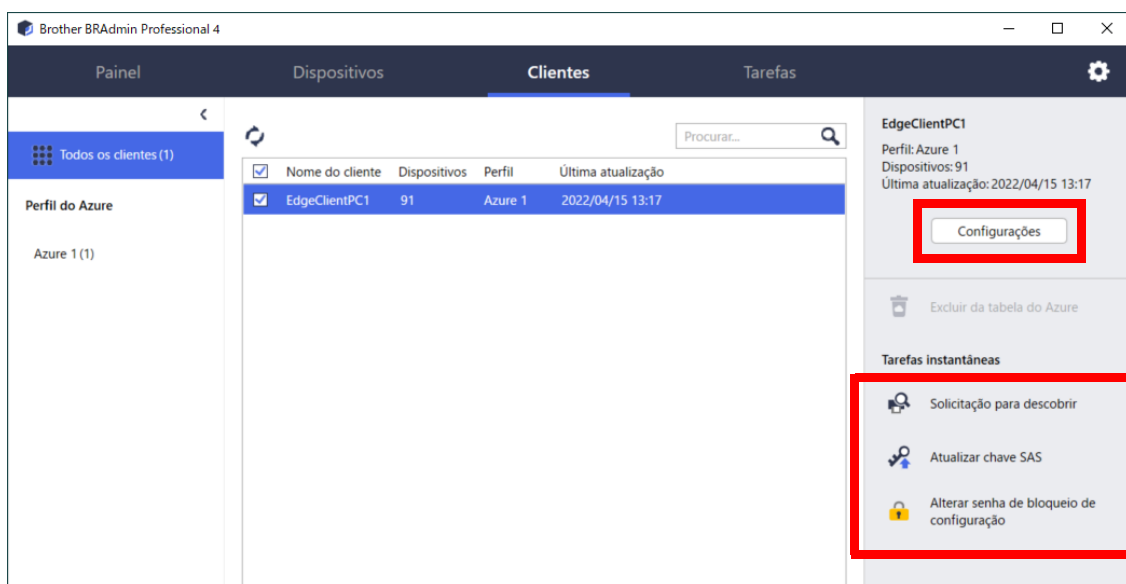 Brother BRAdmin Professional 4
Painel
Dispositivos
Clientes
Tarefas
Todos os clientes (1)
Perfil do Azure
Azure 1 (1)
Procurar...
Nome do cliente Dispositivos Perfil Última atualização
EdgeClientPC1 91 Azure 1 2022/04/15 13:17
EdgeClientPC1
Perfil: Azure 1
Dispositivos: 91
Última atualização: 2022/04/15 13:17
Configurações
Excluir da tabela do Azure
Tarefas instantâneas
Solicitação para descobrir
Atualizar chave SAS
Alterar senha de bloqueio de
configuração